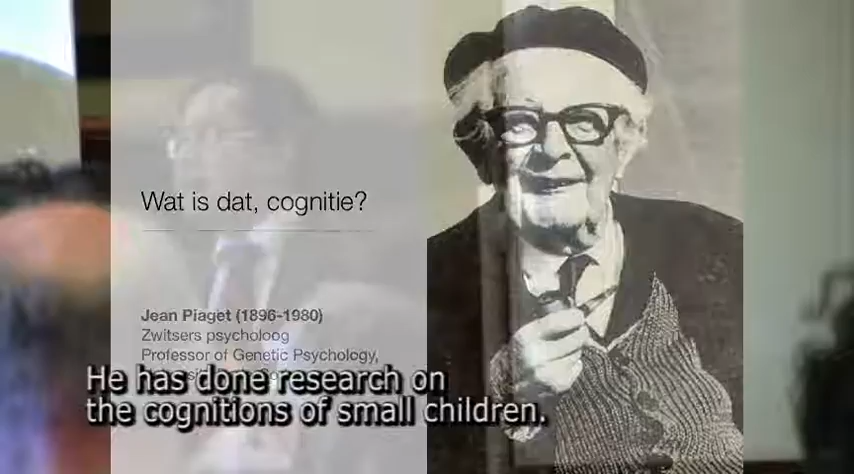 Wat is dat, cognitie?
Jean Piaget (1896-1980)
Zwitsers psycholoog
Professor of Genetic Psychology,
He has done research on
the cognitions of small children.